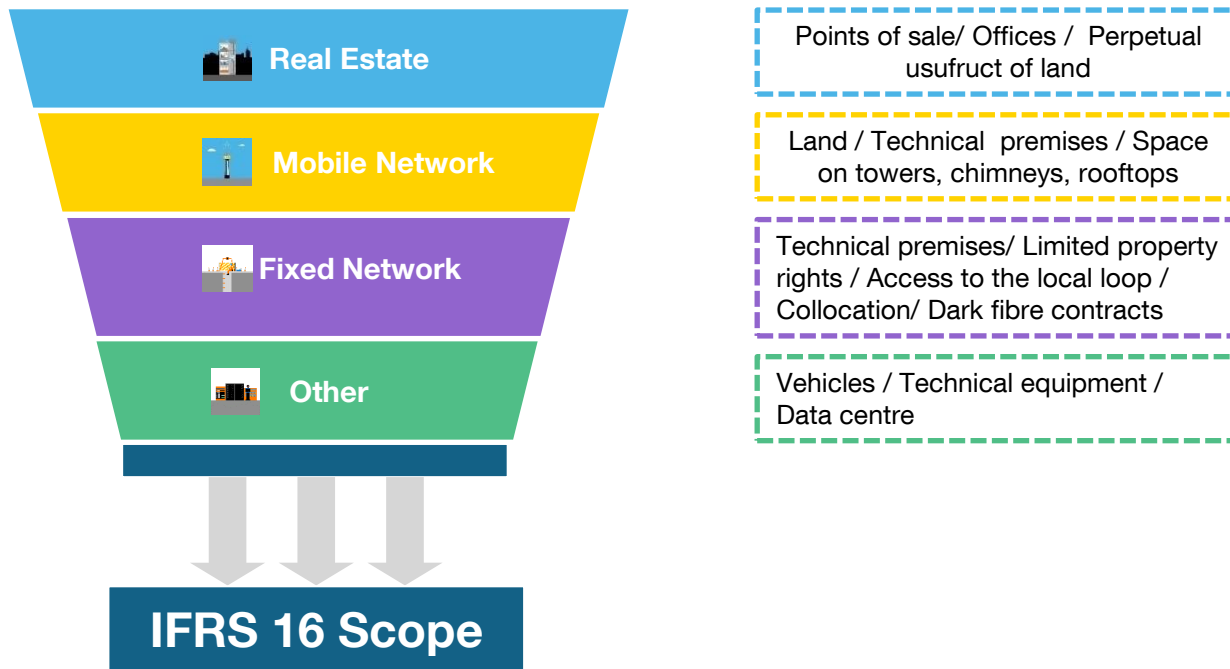 Real Estate
Points of sale/ Offices / Perpetual
usufruct of land
Mobile Network
Land / Technical premises / Space
on towers, chimneys, rooftops
Fixed Network
Technical premises/ Limited property
rights / Access to the local loop /
Collocation/ Dark fibre contracts
Other
Vehicles / Technical equipment /
Data centre
IFRS 16 Scope